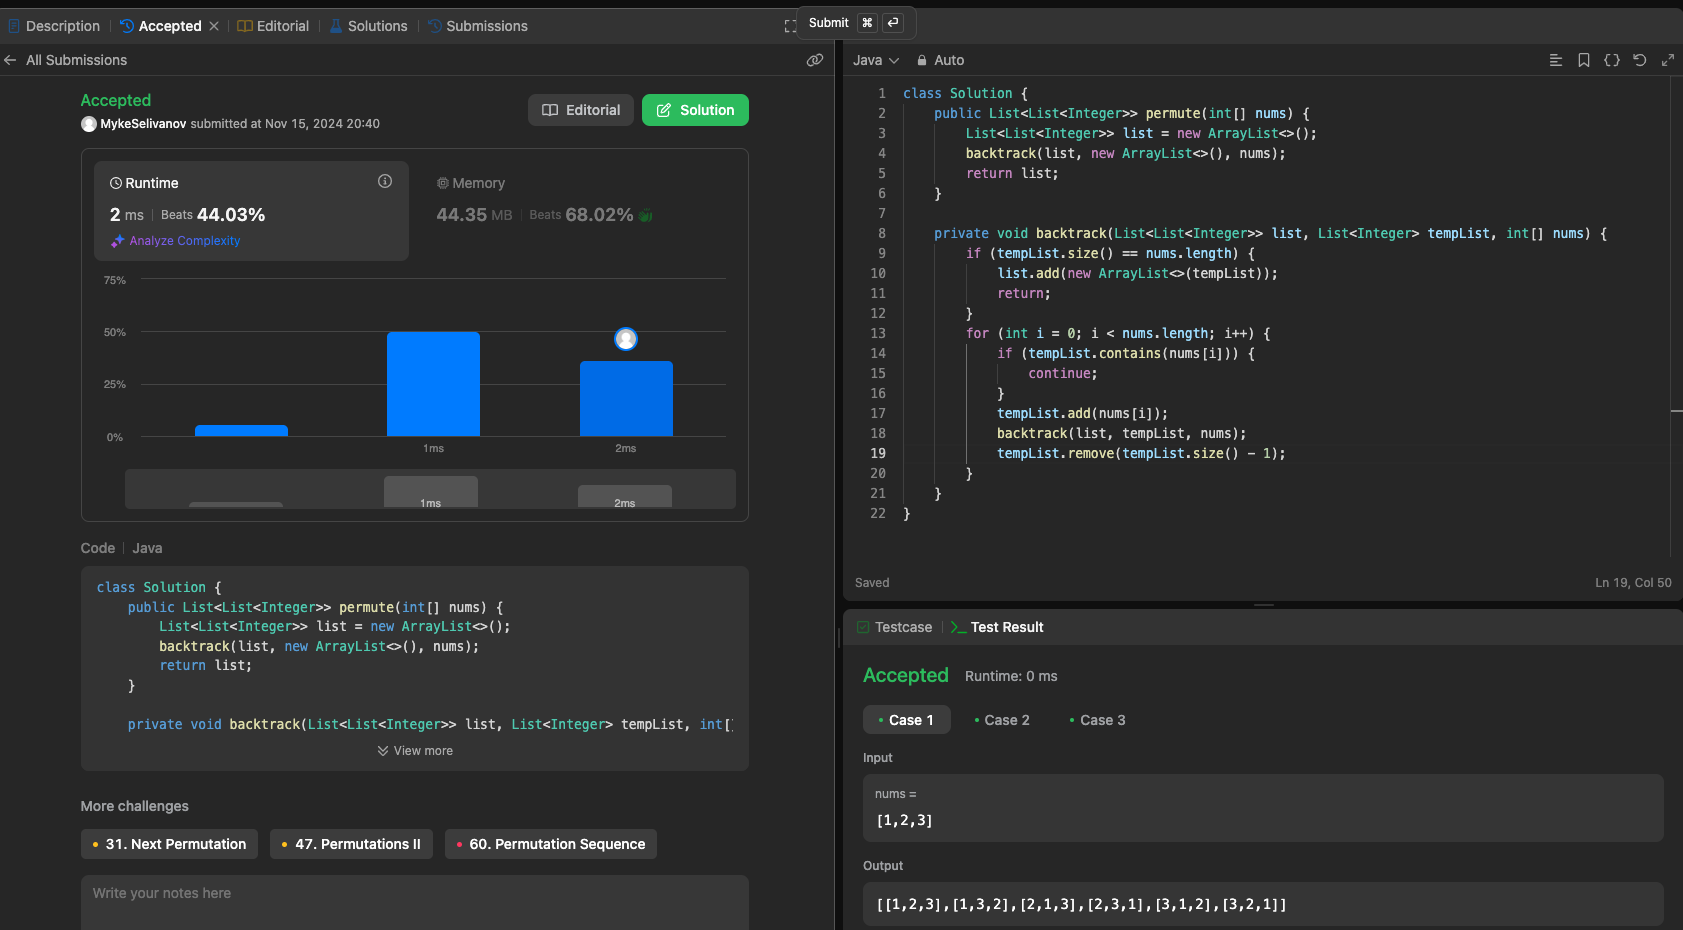 Description
Accepted
Editorial
Solutions
Submissions
Submit ⌘
All Submissions
Accepted
MykeSelivanov submitted at Nov 15, 2024 20:40
Editorial
Solution
Runtime
2 ms Beats 44.03%
Analyze Complexity
Memory
44.35 MB Beats 68.02%
75%
50%
25%
0%
1ms
2ms
1ms
2ms
Code Java
class Solution {
    public List<List<Integer>> permute(int[] nums) {
        List<List<Integer>> list = new ArrayList<>();
        backtrack(list, new ArrayList<>(), nums);
        return list;
    }

    private void backtrack(List<List<Integer>> list, List<Integer> tempList, int[]
View more
More challenges
31. Next Permutation
47. Permutations II
60. Permutation Sequence
Write your notes here
Java Auto
1 class Solution {
2     public List<List<Integer>> permute(int[] nums) {
3         List<List<Integer>> list = new ArrayList<>();
4         backtrack(list, new ArrayList<>(), nums);
5         return list;
6     }
7
8     private void backtrack(List<List<Integer>> list, List<Integer> tempList, int[] nums) {
9         if (tempList.size() == nums.length) {
10             list.add(new ArrayList<>(tempList));
11             return;
12         }
13         for (int i = 0; i < nums.length; i++) {
14             if (tempList.contains(nums[i])) {
15                 continue;
16             }
17             tempList.add(nums[i]);
18             backtrack(list, tempList, nums);
19             tempList.remove(tempList.size() - 1);
20         }
21     }
22 }
Saved
Ln 19, Col 50
Testcase
Test Result
Accepted Runtime: 0 ms
Case 1
Case 2
Case 3
Input
nums =
[1,2,3]
Output
[[1,2,3],[1,3,2],[2,1,3],[2,3,1],[3,1,2],[3,2,1]]